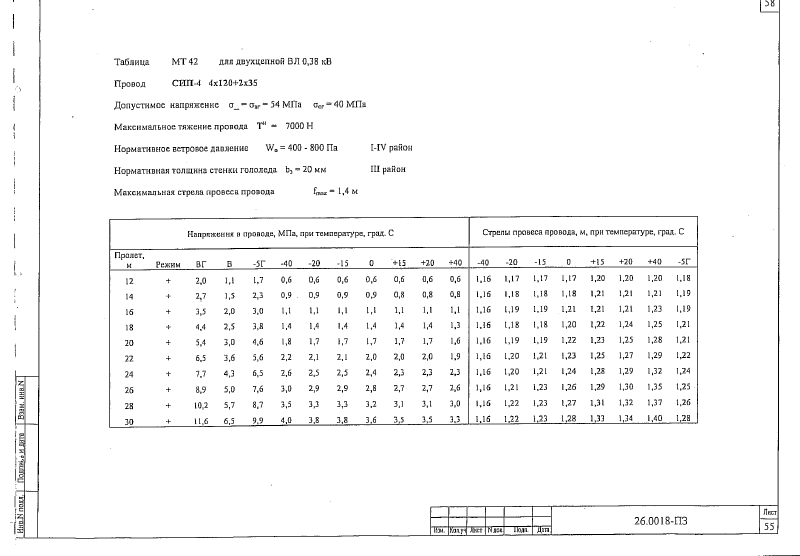 58
Таблица МТ 42 для двухцепной ВЛ 0,38 кВ
Провод СИП-4 4x120+2x35
Допустимое напряжение σ_ = σвг = 54 МПа σэг = 40 МПа
Максимальное тяжение провода Tн = 7000 Н
Нормативное ветровое давление Wо = 400 - 800 Па I-IV район
Нормативная толщина стенки гололеда bэ = 20 мм III район
Максимальная стрела провеса провода fmax = 1,4 м
Напряжения в проводе, МПа, при температуре, град. С Стрелы провеса провода, м, при температуре, град. С
Пролет, м Режим ВГ В -5Г -40 -20 -15 0 +15 +20 +40 -40 -20 -15 0 +15 +20 +40 -5Г
12 + 2,0 1,1 1,7 0,6 0,6 0,6 0,6 0,6 0,6 0,6 1,16 1,17 1,17 1,17 1,20 1,20 1,20 1,18
14 + 2,7 1,5 2,3 0,9 0,9 0,9 0,9 0,8 0,8 0,8 1,16 1,18 1,18 1,18 1,21 1,21 1,21 1,19
16 + 3,5 2,0 3,0 1,1 1,1 1,1 1,1 1,1 1,1 1,1 1,16 1,19 1,19 1,21 1,21 1,21 1,23 1,19
18 + 4,4 2,5 3,8 1,4 1,4 1,4 1,4 1,4 1,4 1,3 1,16 1,18 1,18 1,20 1,22 1,24 1,25 1,21
20 + 5,4 3,0 4,6 1,8 1,7 1,7 1,7 1,7 1,7 1,6 1,16 1,19 1,19 1,22 1,23 1,25 1,28 1,21
22 + 6,5 3,6 5,6 2,2 2,1 2,1 2,0 2,0 2,0 1,9 1,16 1,20 1,21 1,23 1,25 1,27 1,29 1,22
24 + 7,7 4,3 6,5 2,6 2,5 2,5 2,4 2,3 2,3 2,3 1,16 1,20 1,21 1,24 1,28 1,29 1,32 1,24
26 + 8,9 5,0 7,6 3,0 2,9 2,9 2,8 2,7 2,7 2,6 1,16 1,21 1,23 1,26 1,29 1,30 1,35 1,25
28 + 10,2 5,7 8,7 3,5 3,3 3,3 3,2 3,1 3,1 3,0 1,16 1,22 1,23 1,27 1,31 1,32 1,37 1,26
30 + 11,6 6,5 9,9 4,0 3,8 3,8 3,6 3,5 3,5 3,3 1,16 1,22 1,23 1,28 1,33 1,34 1,40 1,28
Взам. инв.N
Подпись и дата
Инв.N подл.
Изм. Кол.уч Лист N док. Подп. Дата
26.0018-ПЗ
Лист
55